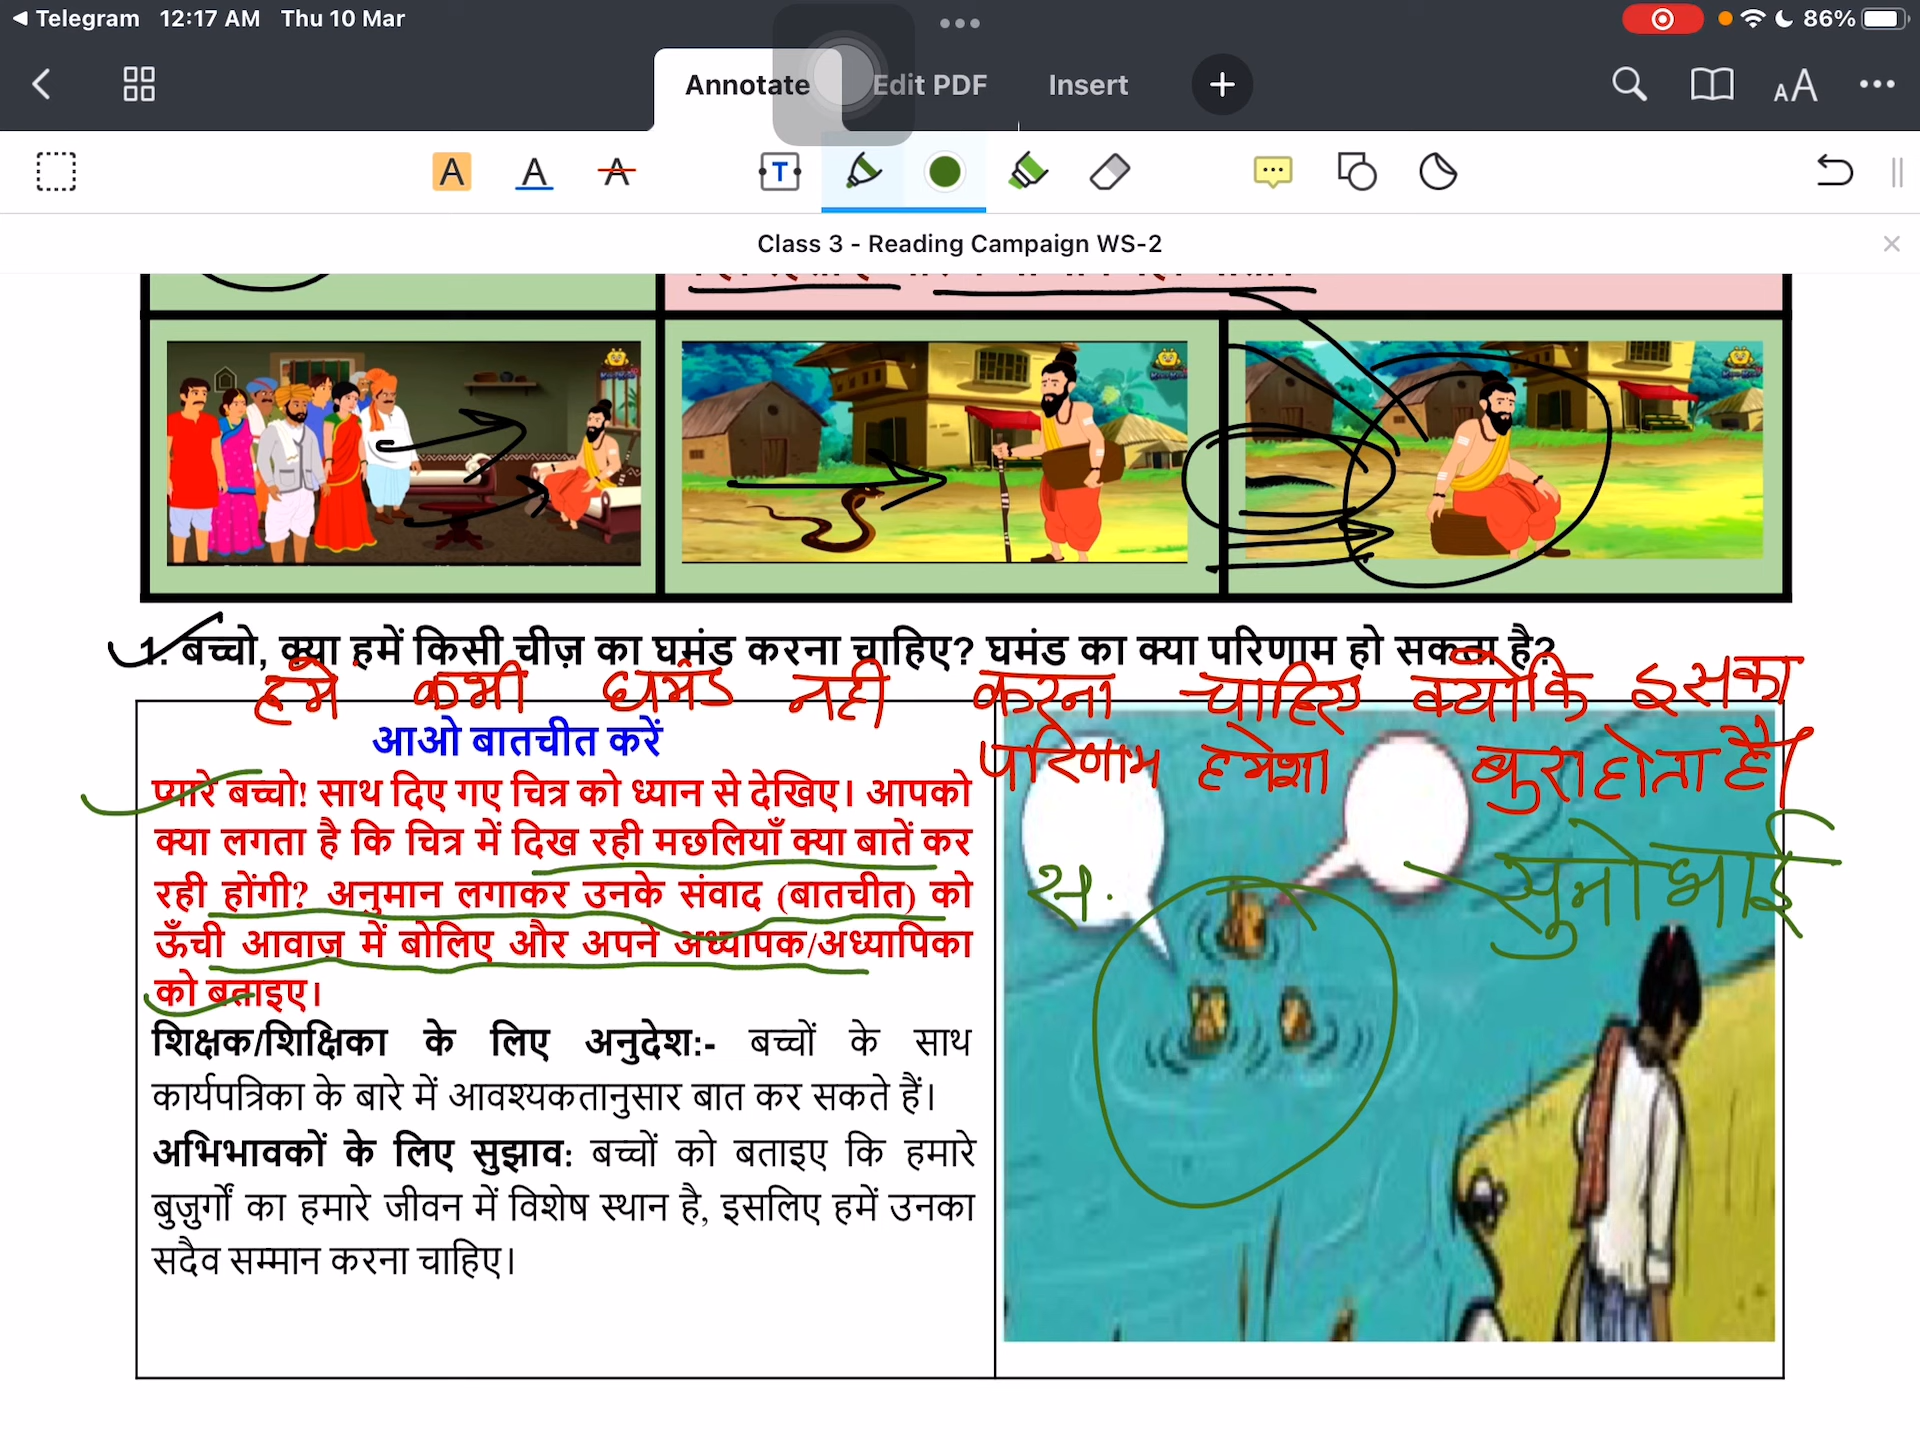 Telegram 12:17 AM Thu 10 Mar 86%
Annotate Edit PDF Insert
A A A T AA
Class 3 - Reading Campaign WS-2
1. बच्चो, क्या हमें किसी चीज़ का घमंड करना चाहिए? घमंड का क्या परिणाम हो सकता है?
हमे कभी घमंड नही करना चाहिए क्योकि इसका
परिणाम हमेशा बुरा होता है।
आओ बातचीत करें
प्यारे बच्चो! साथ दिए गए चित्र को ध्यान से देखिए। आपको
क्या लगता है कि चित्र में दिख रही मछलियाँ क्या बातें कर
रही होंगी? अनुमान लगाकर उनके संवाद (बातचीत) को
ऊँची आवाज़ में बोलिए और अपने अध्यापक/अध्यापिका
को बताइए।
शिक्षक/शिक्षिका के लिए अनुदेश:- बच्चों के साथ
कार्यपत्रिका के बारे में आवश्यकतानुसार बात कर सकते हैं।
अभिभावकों के लिए सुझाव: बच्चों को बताइए कि हमारे
बुजुर्गों का हमारे जीवन में विशेष स्थान है, इसलिए हमें उनका
सदैव सम्मान करना चाहिए।
सुनो भाई